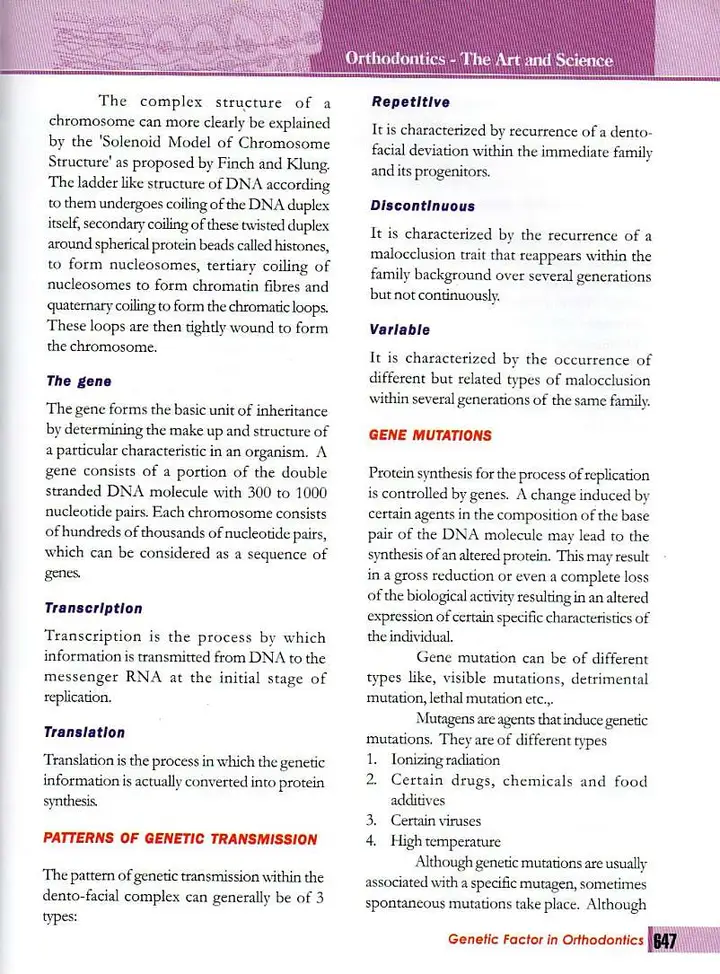 Orthodontics - The Art and Science
The complex structure of a
chromosome can more clearly be explained
by the 'Solenoid Model of Chromosome
Structure' as proposed by Finch and Klung.
The ladder like structure of DNA according
to them undergoes coiling of the DNA duplex
itself, secondary coiling of these twisted duplex
around spherical protein beads called histones,
to form nucleosomes, tertiary coiling of
nucleosomes to form chromatin fibres and
quaternary coiling to form the chromatic loops.
These loops are then tightly wound to form
the chromosome.
The gene
The gene forms the basic unit of inheritance
by determining the make up and structure of
a particular characteristic in an organism. A
gene consists of a portion of the double
stranded DNA molecule with 300 to 1000
nucleotide pairs. Each chromosome consists
of hundreds of thousands of nucleotide pairs,
which can be considered as a sequence of
genes.
Transcription
Transcription is the process by which
information is transmitted from DNA to the
messenger RNA at the initial stage of
replication.
Translation
Translation is the process in which the genetic
information is actually converted into protein
synthesis.
PATTERNS OF GENETIC TRANSMISSION
The pattern of genetic transmission within the
dento-facial complex can generally be of 3
types:
Repetitive
It is characterized by recurrence of a dento-
facial deviation within the immediate family
and its progenitors.
Discontinuous
It is characterized by the recurrence of a
malocclusion trait that reappears within the
family background over several generations
but not continuously.
Variable
It is characterized by the occurrence of
different but related types of malocclusion
within several generations of the same family.
GENE MUTATIONS
Protein synthesis for the process of replication
is controlled by genes. A change induced by
certain agents in the composition of the base
pair of the DNA molecule may lead to the
synthesis of an altered protein. This may result
in a gross reduction or even a complete loss
of the biological activity resulting in an altered
expression of certain specific characteristics of
the individual.
Gene mutation can be of different
types like, visible mutations, detrimental
mutation, lethal mutation etc.,.
Mutagens are agents that induce genetic
mutations. They are of different types
1. Ionizing radiation
2. Certain drugs, chemicals and food
additives
3. Certain viruses
4. High temperature
Although genetic mutations are usually
associated with a specific mutagen, sometimes
spontaneous mutations take place. Although
Genetic Factor in Orthodontics 647